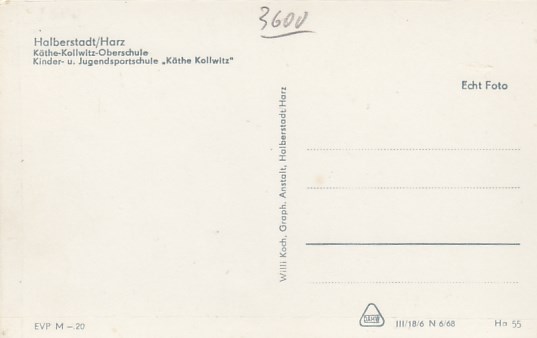 3600
Halberstadt/Harz
Käthe-Kollwitz-Oberschule
Kinder- u. Jugendsportschule „Käthe Kollwitz"
Echt Foto
Willi Koch, Graph. Anstalt, Halberstadt/Harz
EVP M –.20
DAHW
III/18/6 N 6/68
Ha 55